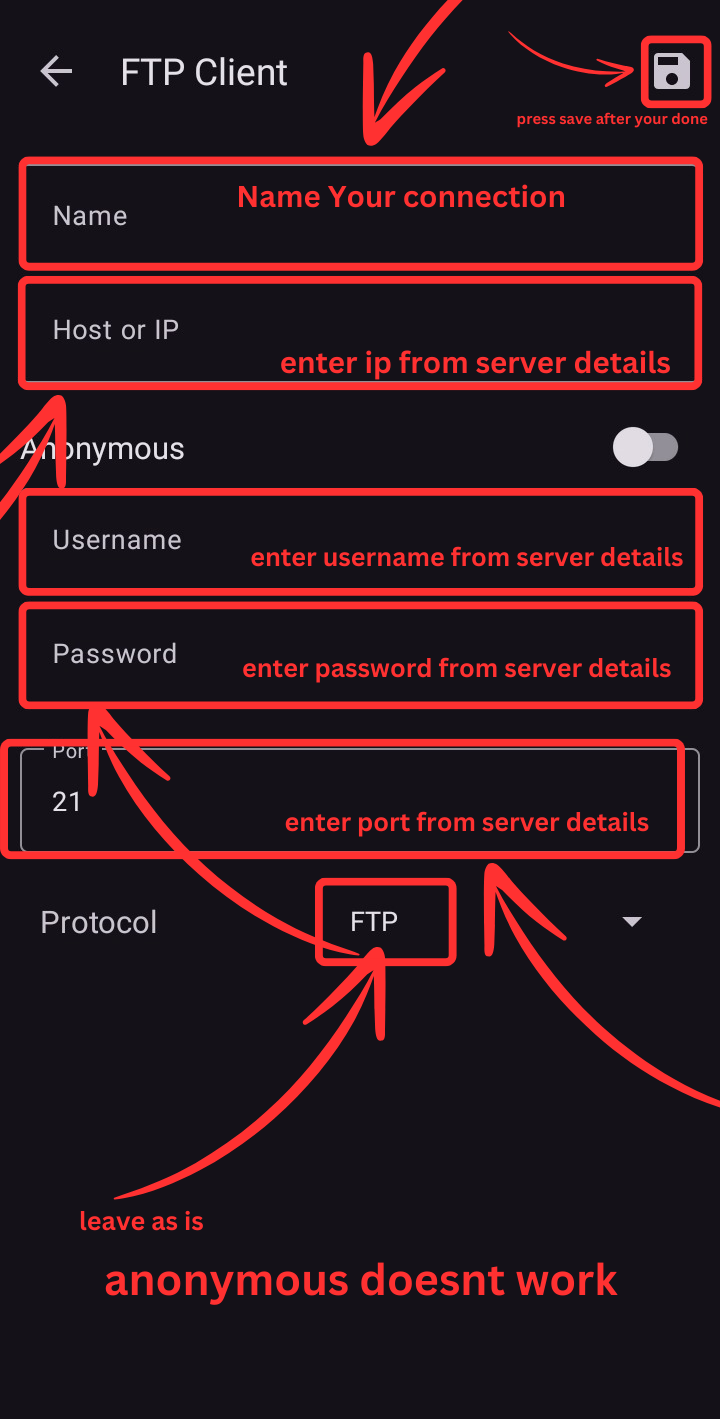 FTP Client
press save after your done
Name Your connection
Name
Host or IP
enter ip from server details
Anonymous
Username
enter username from server details
Password
enter password from server details
Port
21
enter port from server details
Protocol
FTP
leave as is
anonymous doesnt work